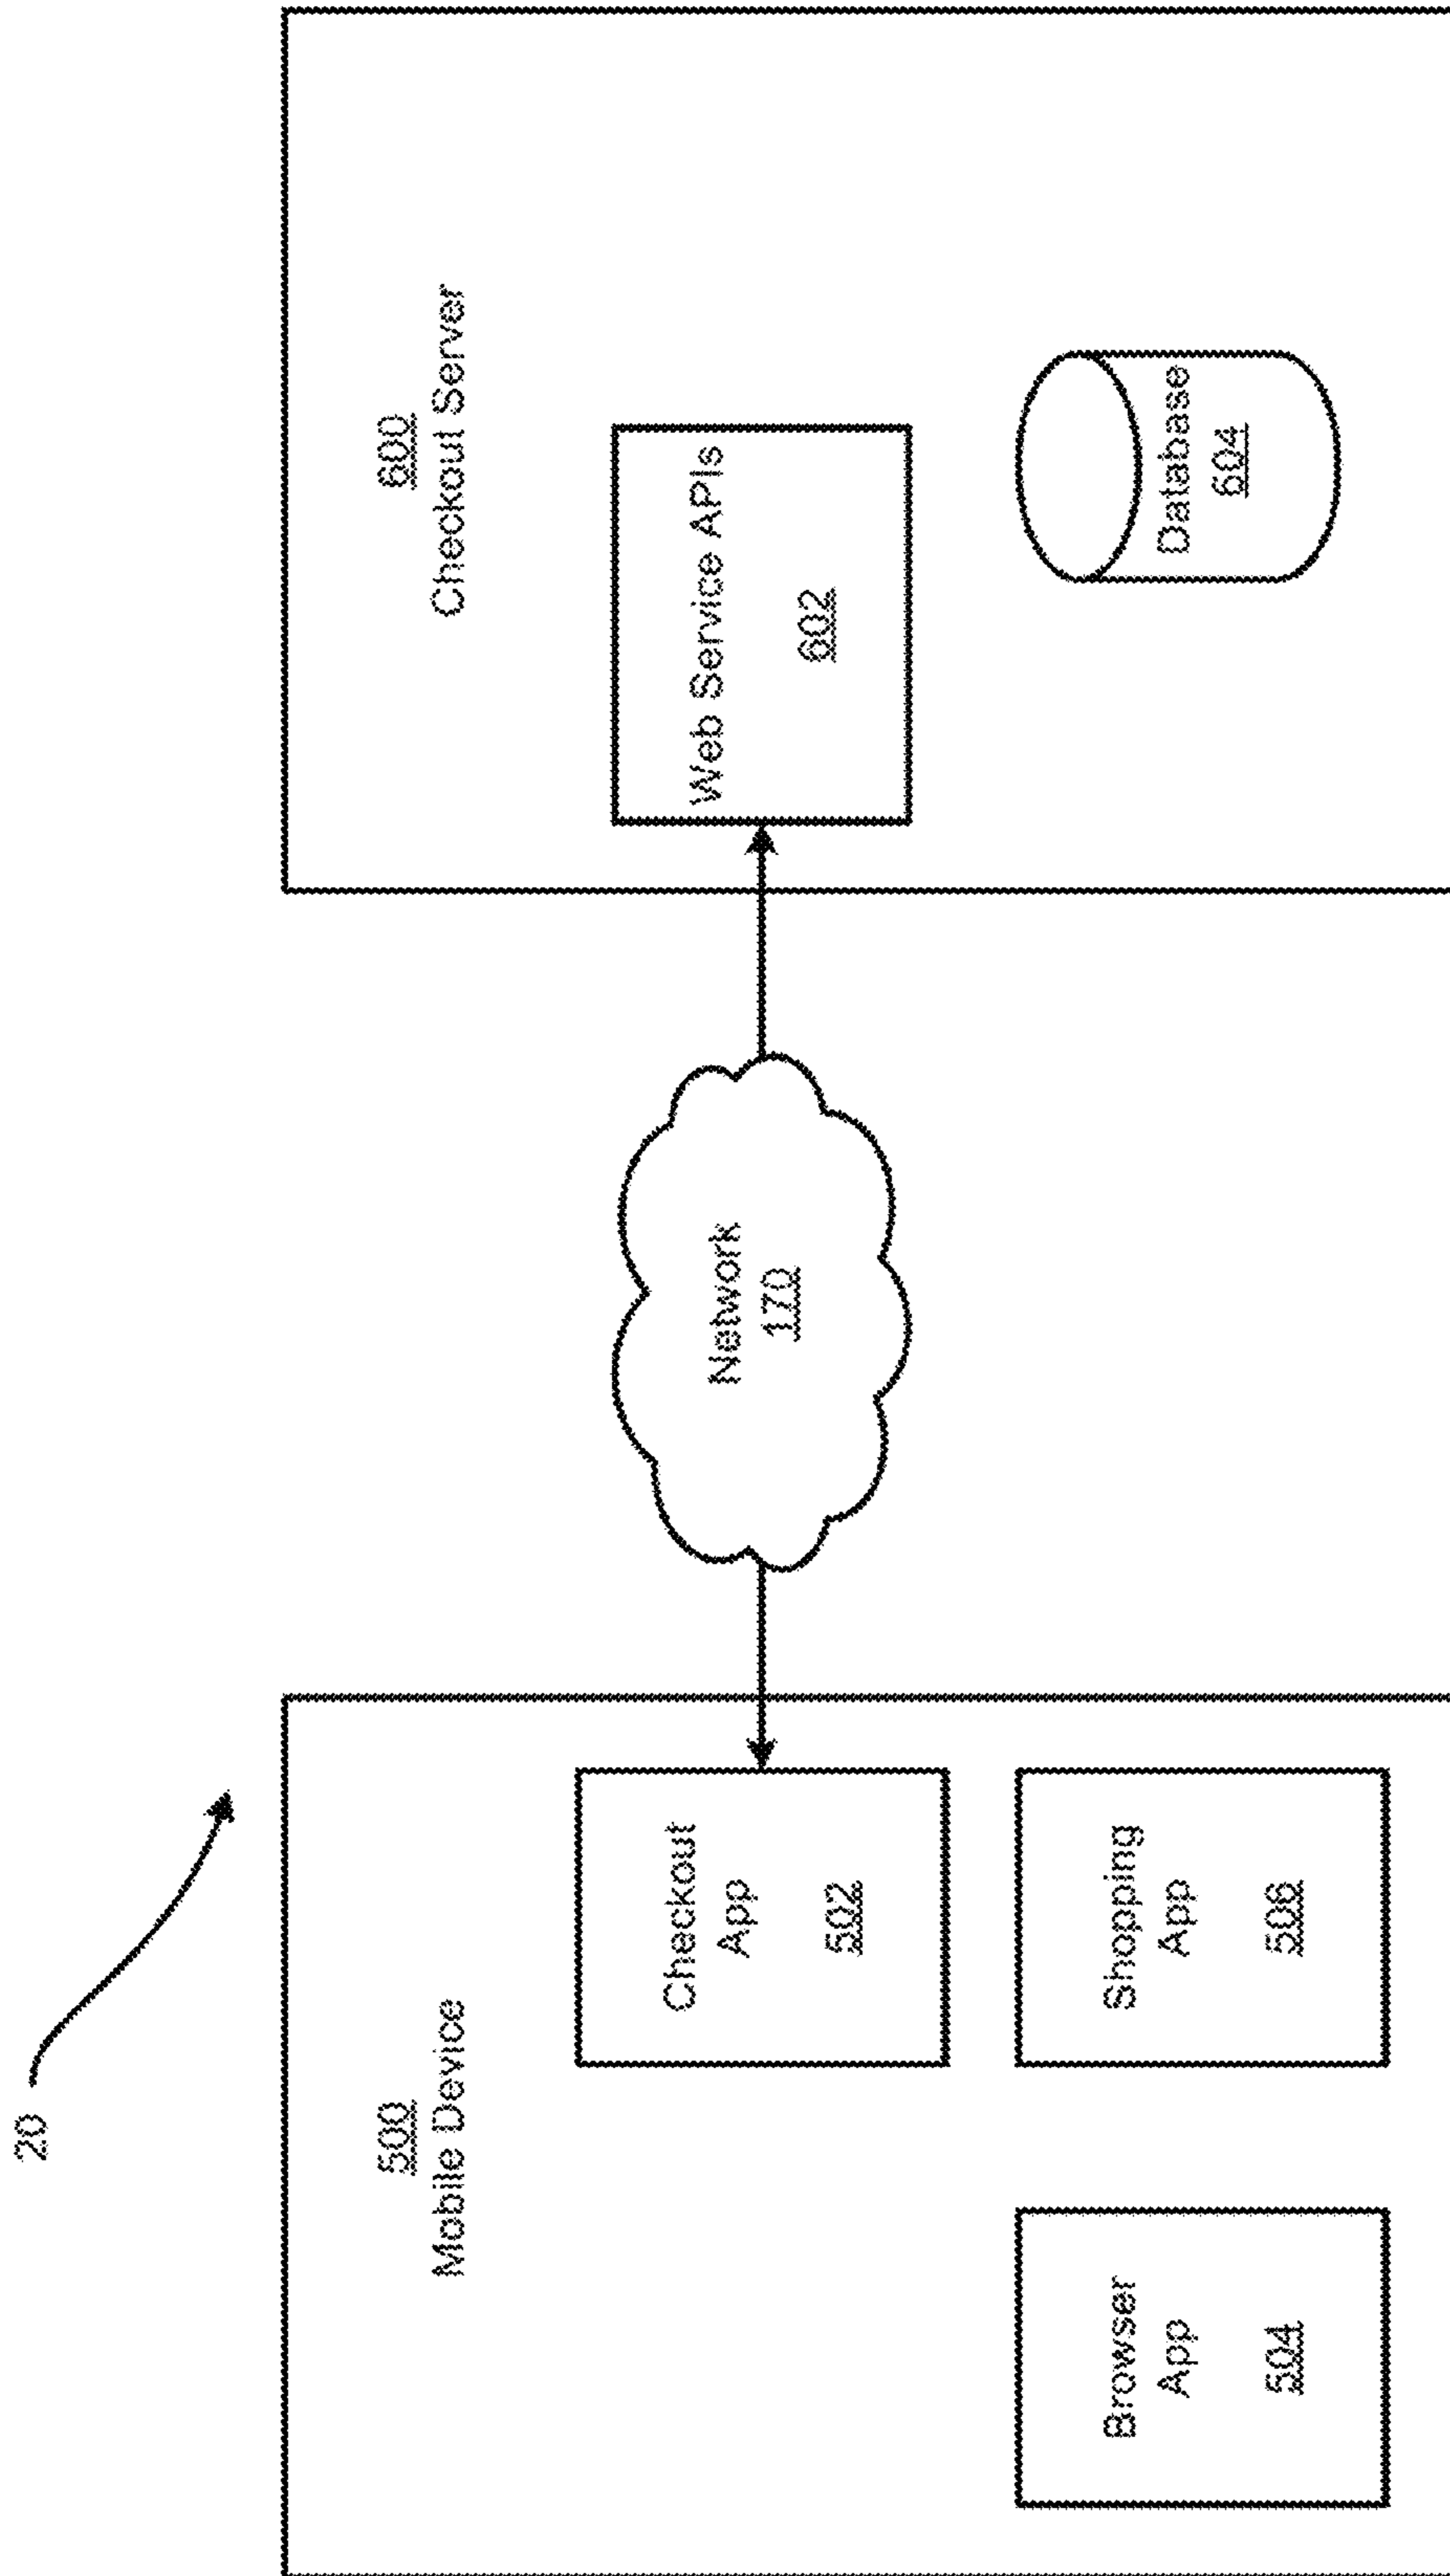 20
500
Mobile Device
Checkout
App
502
Browser
App
504
Shopping
App
506
Network
170
600
Checkout Server
Web Service APIs
602
Database
604